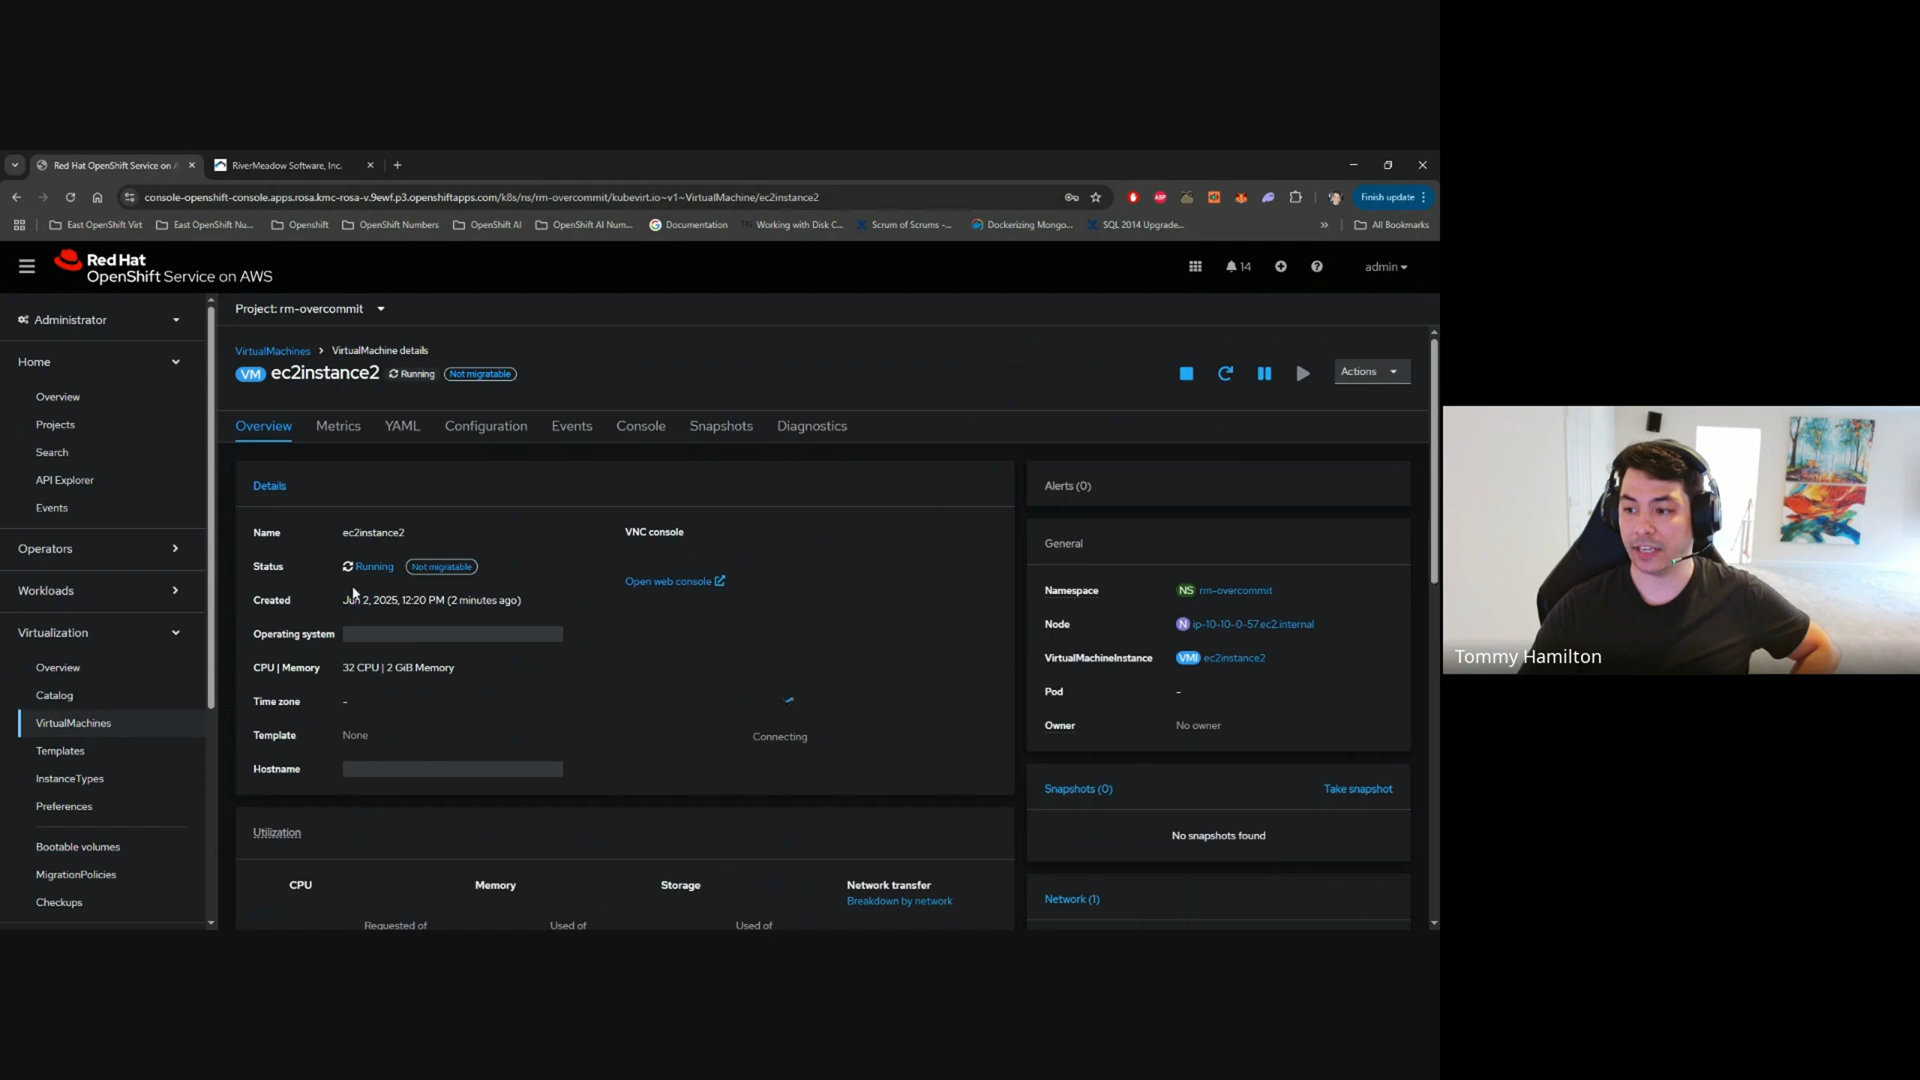 Red Hat OpenShift Service on A
RiverMeadow Software, Inc.
console-openshift-console.apps.rosa.kmc-rosa-v.9ewf.p3.openshiftapps.com/k8s/ns/rm-overcommit/kubevirt.io~v1~VirtualMachine/ec2instance2
ABP
Finish update
East OpenShift Virt
East OpenShift Nu...
Openshift
OpenShift Numbers
OpenShift AI
OpenShift AI Num...
Documentation
Working with Disk C...
Scrum of Scrums -...
Dockerizing Mongo...
SQL 2014 Upgrade...
All Bookmarks
Red Hat
OpenShift Service on AWS
14
admin
Administrator
Home
Overview
Projects
Search
API Explorer
Events
Operators
Workloads
Virtualization
Overview
Catalog
VirtualMachines
Templates
InstanceTypes
Preferences
Bootable volumes
MigrationPolicies
Checkups
Project: rm-overcommit
VirtualMachines > VirtualMachine details
VM ec2instance2 Running Not migratable
Actions
Overview Metrics YAML Configuration Events Console Snapshots Diagnostics
Details
Name ec2instance2
Status Running Not migratable
Created Jun 2, 2025, 12:20 PM (2 minutes ago)
Operating system
CPU | Memory 32 CPU | 2 GiB Memory
Time zone -
Template None
Hostname
VNC console
Open web console
Connecting
Utilization
CPU Memory Storage Network transfer
Breakdown by network
Requested of Used of Used of
Alerts (0)
General
Namespace NS rm-overcommit
Node N ip-10-10-0-57.ec2.internal
VirtualMachineInstance VMI ec2instance2
Pod -
Owner No owner
Snapshots (0) Take snapshot
No snapshots found
Network (1)
Tommy Hamilton